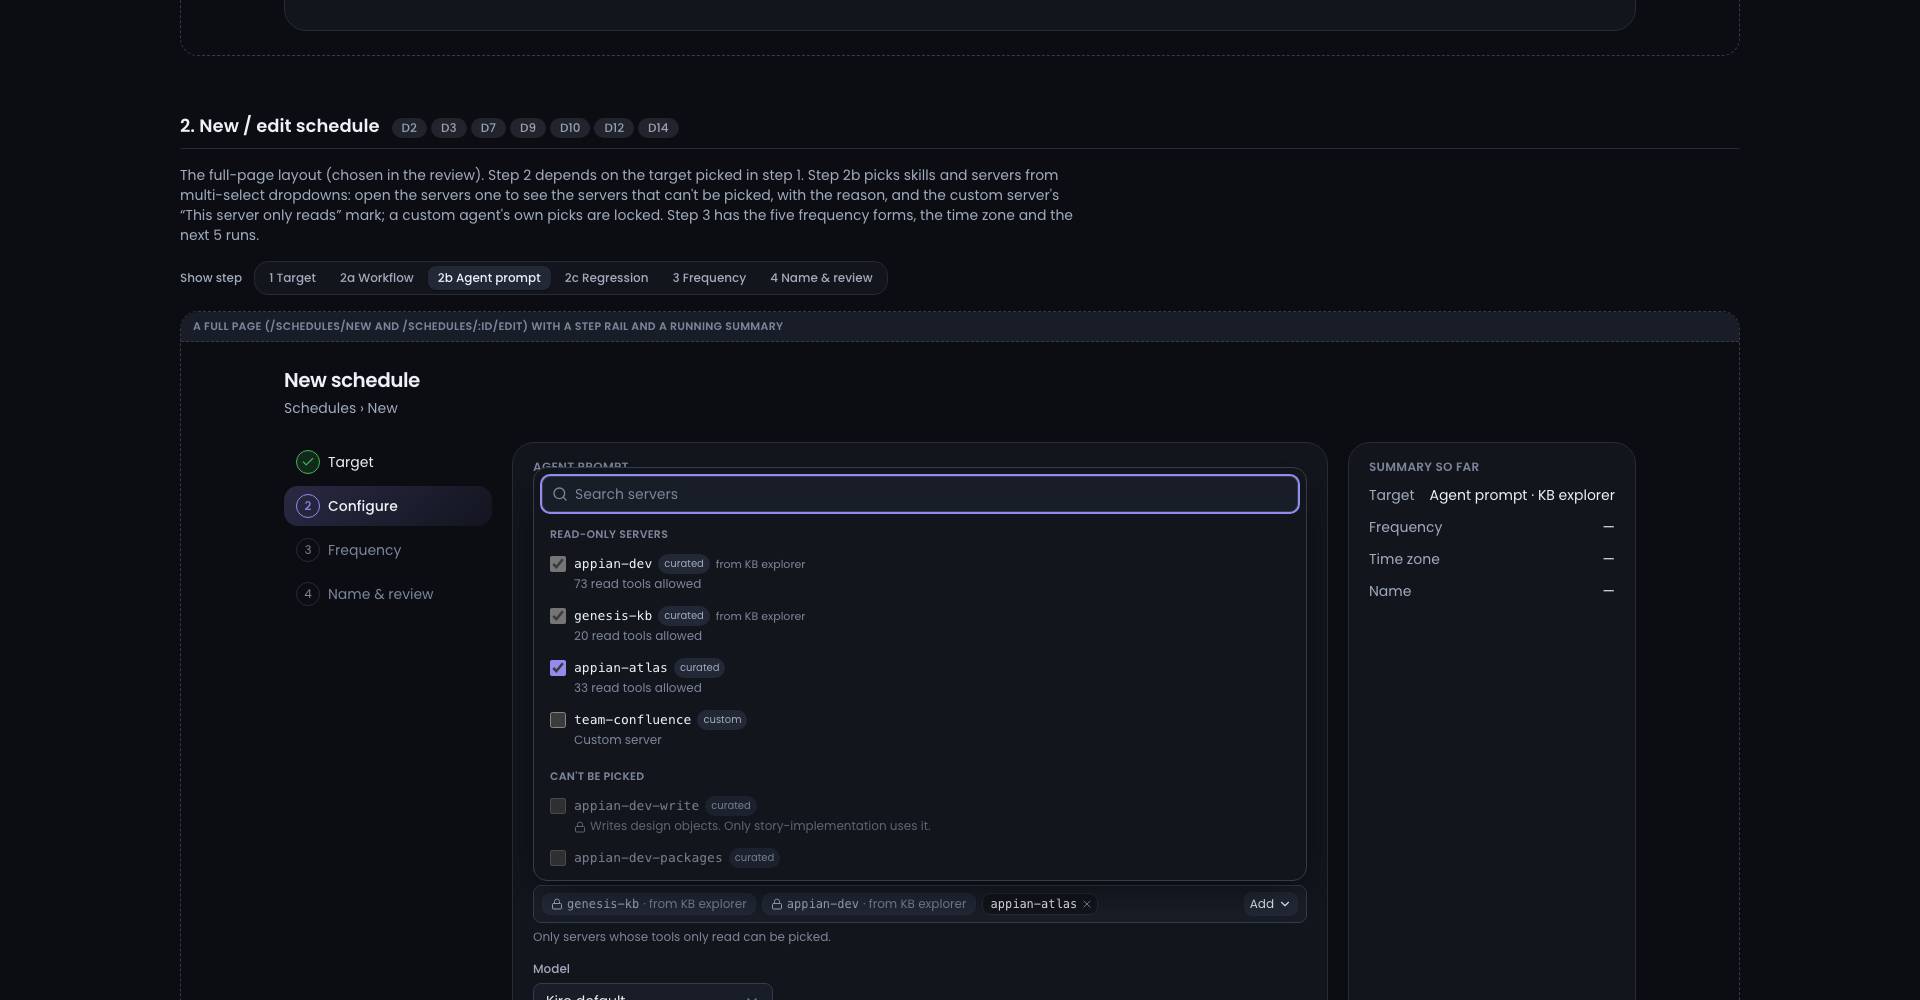 2. New / edit schedule D2 D3 D7 D9 D10 D12 D14
The full-page layout (chosen in the review). Step 2 depends on the target picked in step 1. Step 2b picks skills and servers from
multi-select dropdowns: open the servers one to see the servers that can't be picked, with the reason, and the custom server's
“This server only reads” mark; a custom agent's own picks are locked. Step 3 has the five frequency forms, the time zone and the
next 5 runs.
Show step 1 Target 2a Workflow 2b Agent prompt 2c Regression 3 Frequency 4 Name & review
A FULL PAGE (/SCHEDULES/NEW AND /SCHEDULES/:ID/EDIT) WITH A STEP RAIL AND A RUNNING SUMMARY
New schedule
Schedules › New
Target
2 Configure
3 Frequency
4 Name & review
AGENT PROMPT
Search servers
READ-ONLY SERVERS
appian-dev curated from KB explorer
73 read tools allowed
genesis-kb curated from KB explorer
20 read tools allowed
appian-atlas curated
33 read tools allowed
team-confluence custom
Custom server
CAN'T BE PICKED
appian-dev-write curated
Writes design objects. Only story-implementation uses it.
appian-dev-packages curated
genesis-kb · from KB explorer appian-dev · from KB explorer appian-atlas × Add
Only servers whose tools only read can be picked.
Model
Kiro default
SUMMARY SO FAR
Target Agent prompt · KB explorer
Frequency —
Time zone —
Name —